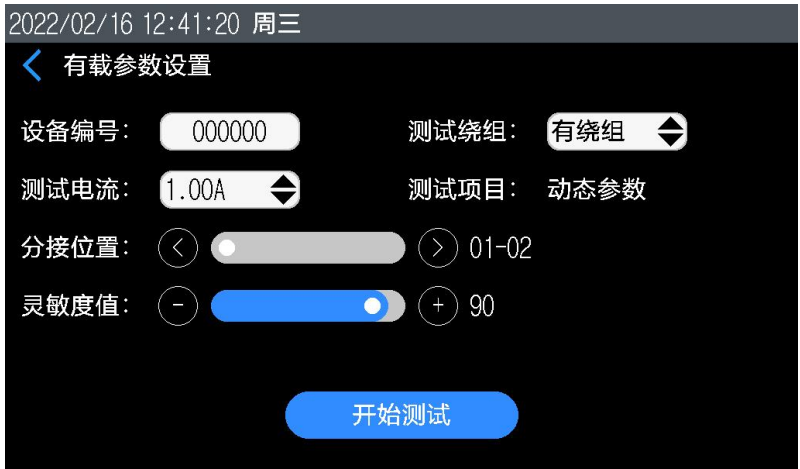 2022/02/16 12:41:20 周三
有载参数设置
设备编号: 000000 测试绕组: 有绕组
测试电流: 1.00A 测试项目: 动态参数
分接位置: 01-02
灵敏度值: - + 90
开始测试